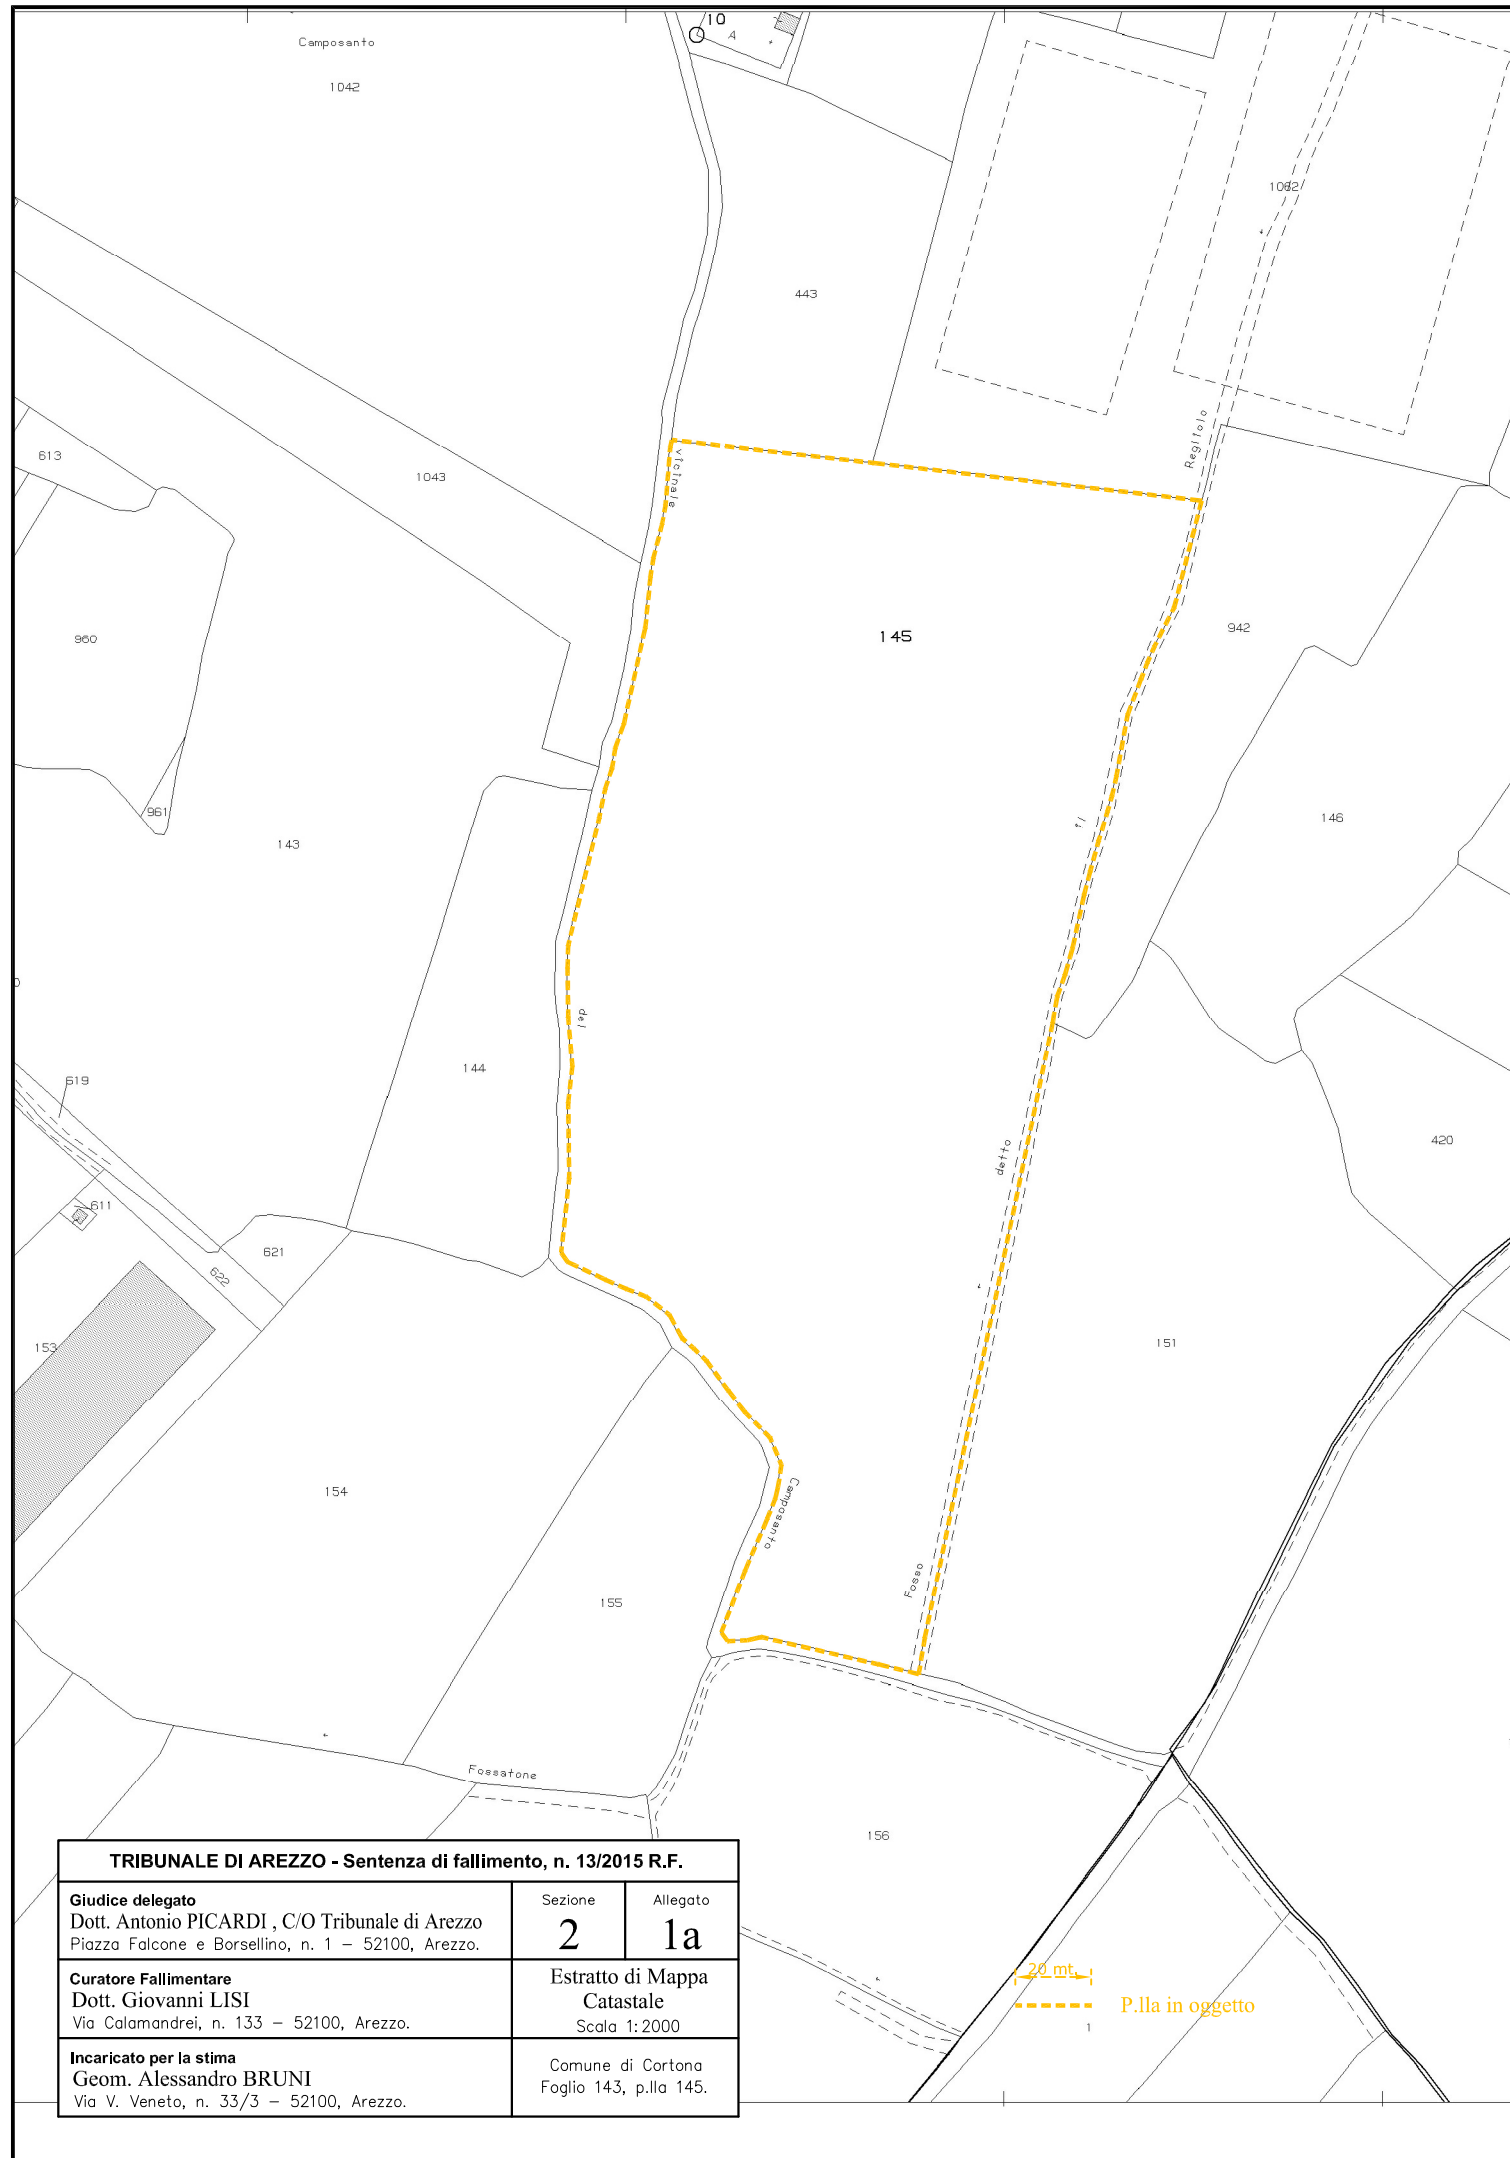 Camposanto
10
A
1042
1062
443
Regliolo
613
1043
vicinale
960
145
942
961
143
fl
146
del
144
619
detto
420
611
621
622
153
151
154
Camposanto
Fosso
155
Fossatone
156
TRIBUNALE DI AREZZO - Sentenza di fallimento, n. 13/2015 R.F.
Giudice delegato
Dott. Antonio PICARDI , C/O Tribunale di Arezzo
Piazza Falcone e Borsellino, n. 1 – 52100, Arezzo.
Sezione
2
Allegato
1a
Curatore Fallimentare
Dott. Giovanni LISI
Via Calamandrei, n. 133 – 52100, Arezzo.
Estratto di Mappa
Catastale
Scala 1:2000
Incaricato per la stima
Geom. Alessandro BRUNI
Via V. Veneto, n. 33/3 – 52100, Arezzo.
Comune di Cortona
Foglio 143, p.lla 145.
20 mt.
P.lla in oggetto
1